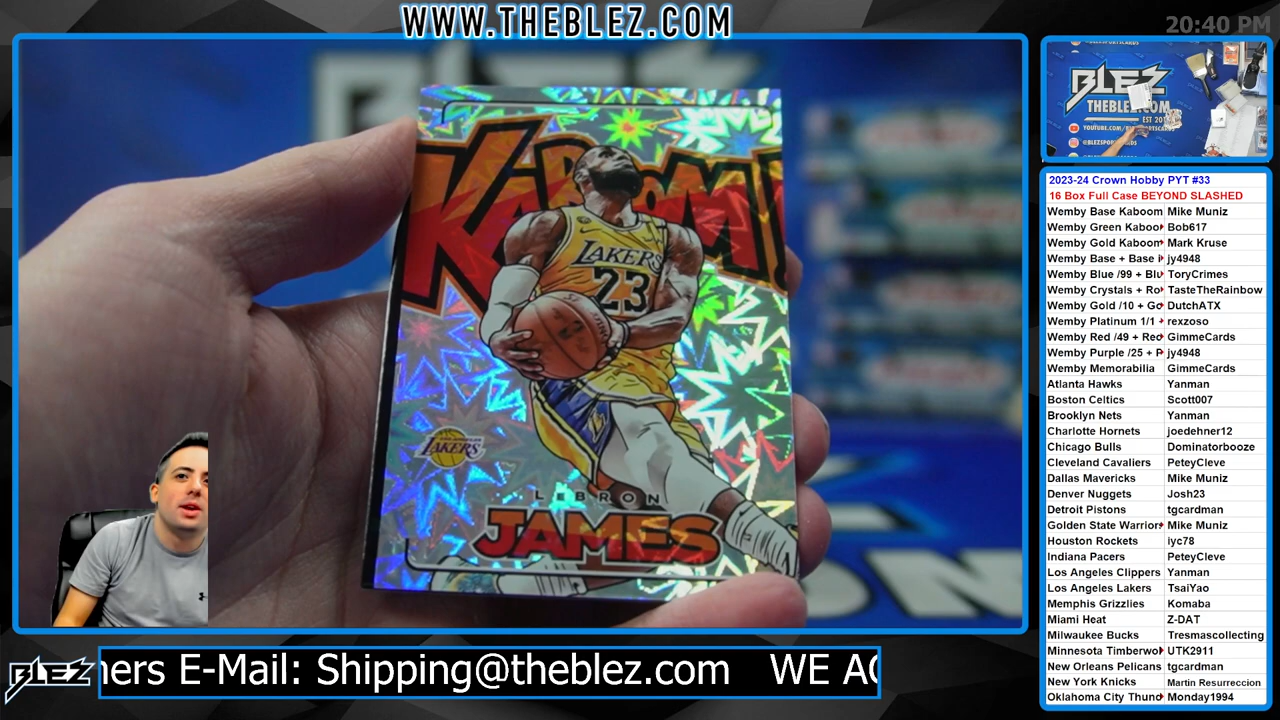 WWW.THEBLEZ.COM
20:40 PM
KABOOM!
LAKERS
23
LAKERS
LEBRON
JAMES
BLEZ
THEBLEZ.COM
2023-24 Crown Hobby PYT #33
16 Box Full Case BEYOND SLASHED
Wemby Base Kaboom Mike Muniz
Wemby Green Kaboo Bob617
Wemby Gold Kaboom Mark Kruse
Wemby Base + Base i jy4948
Wemby Blue /99 + Blu ToryCrimes
Wemby Crystals + Ro TasteTheRainbow
Wemby Gold /10 + Go DutchATX
Wemby Platinum 1/1 rexzoso
Wemby Red /49 + Red GimmeCards
Wemby Purple /25 + P jy4948
Wemby Memorabilia GimmeCards
Atlanta Hawks Yanman
Boston Celtics Scott007
Brooklyn Nets Yanman
Charlotte Hornets joedehner12
Chicago Bulls Dominatorbooze
Cleveland Cavaliers PeteyCleve
Dallas Mavericks Mike Muniz
Denver Nuggets Josh23
Detroit Pistons tgcardman
Golden State Warrior Mike Muniz
Houston Rockets iyc78
Indiana Pacers PeteyCleve
Los Angeles Clippers Yanman
Los Angeles Lakers TsaiYao
Memphis Grizzlies Komaba
Miami Heat Z-DAT
Milwaukee Bucks Tresmascollecting
Minnesota Timberwo UTK2911
New Orleans Pelicans tgcardman
New York Knicks Martin Resurreccion
Oklahoma City Thund Monday1994
BLEZ
ners E-Mail: Shipping@theblez.com WE AC